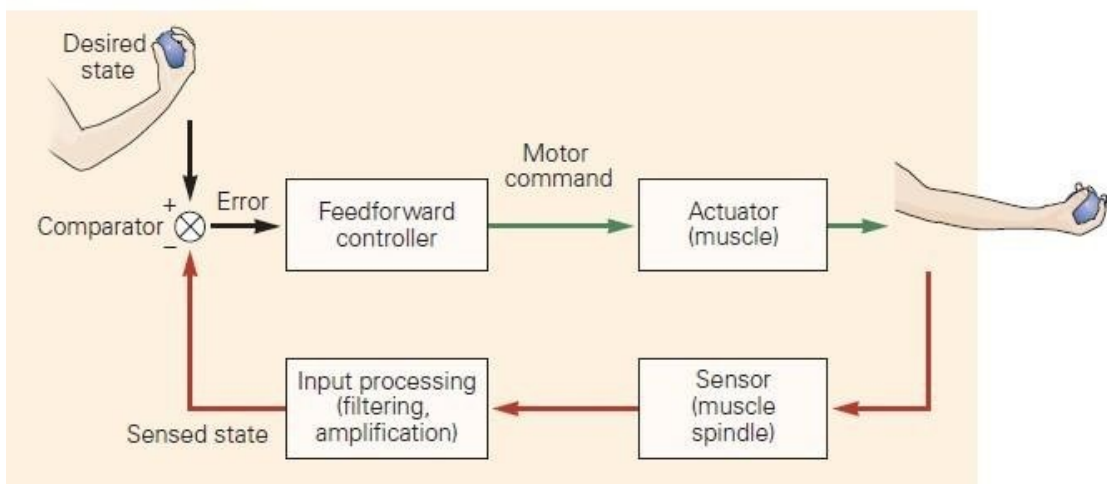 Desired
state
Comparator
+
−
Error
Feedforward
controller
Motor
command
Actuator
(muscle)
Sensor
(muscle
spindle)
Input processing
(filtering,
amplification)
Sensed state